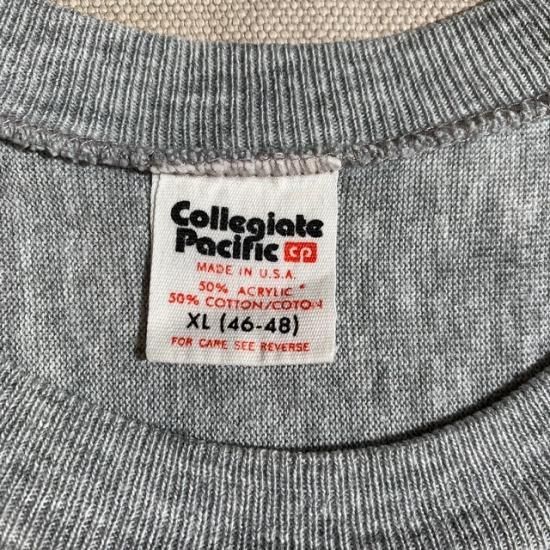 Collegiate
Pacific CP
MADE IN U.S.A.
50% ACRYLIC
50% COTTON/COTON
XL (46-48)
FOR CARE SEE REVERSE